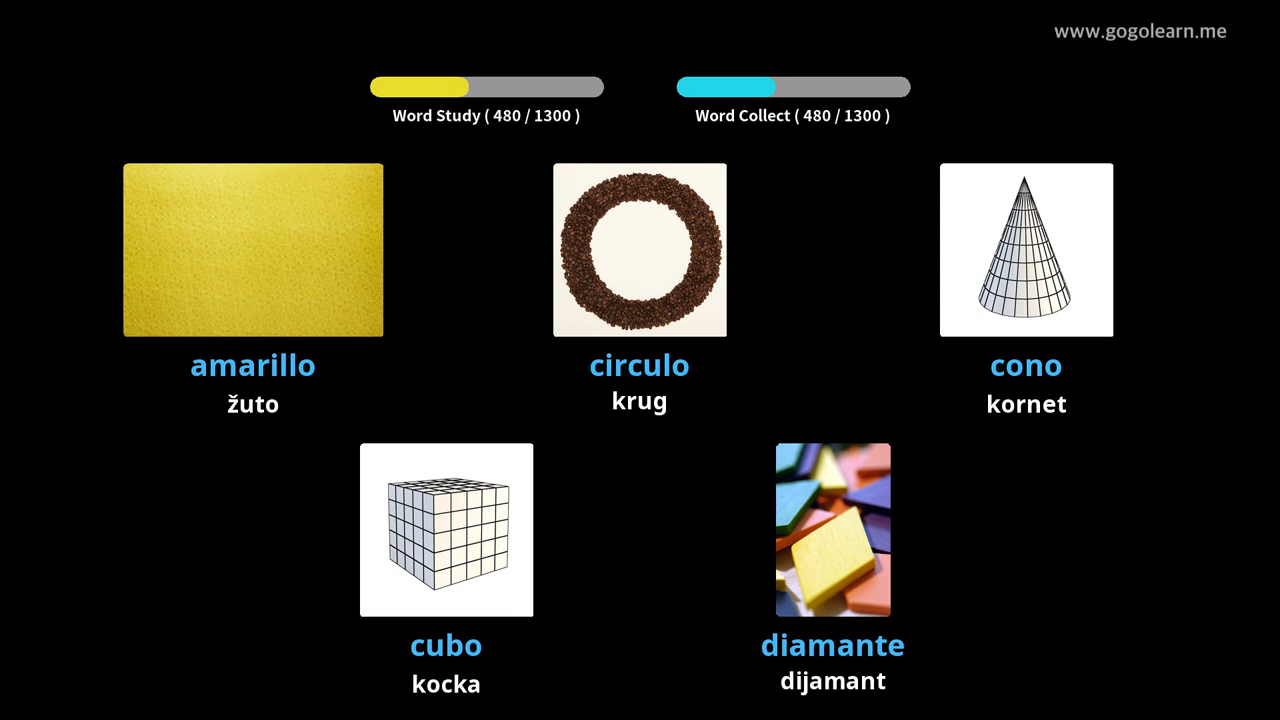 www.gogolearn.me
Word Study ( 480 / 1300 )
Word Collect ( 480 / 1300 )
amarillo
žuto
circulo
krug
cono
kornet
cubo
kocka
diamante
dijamant